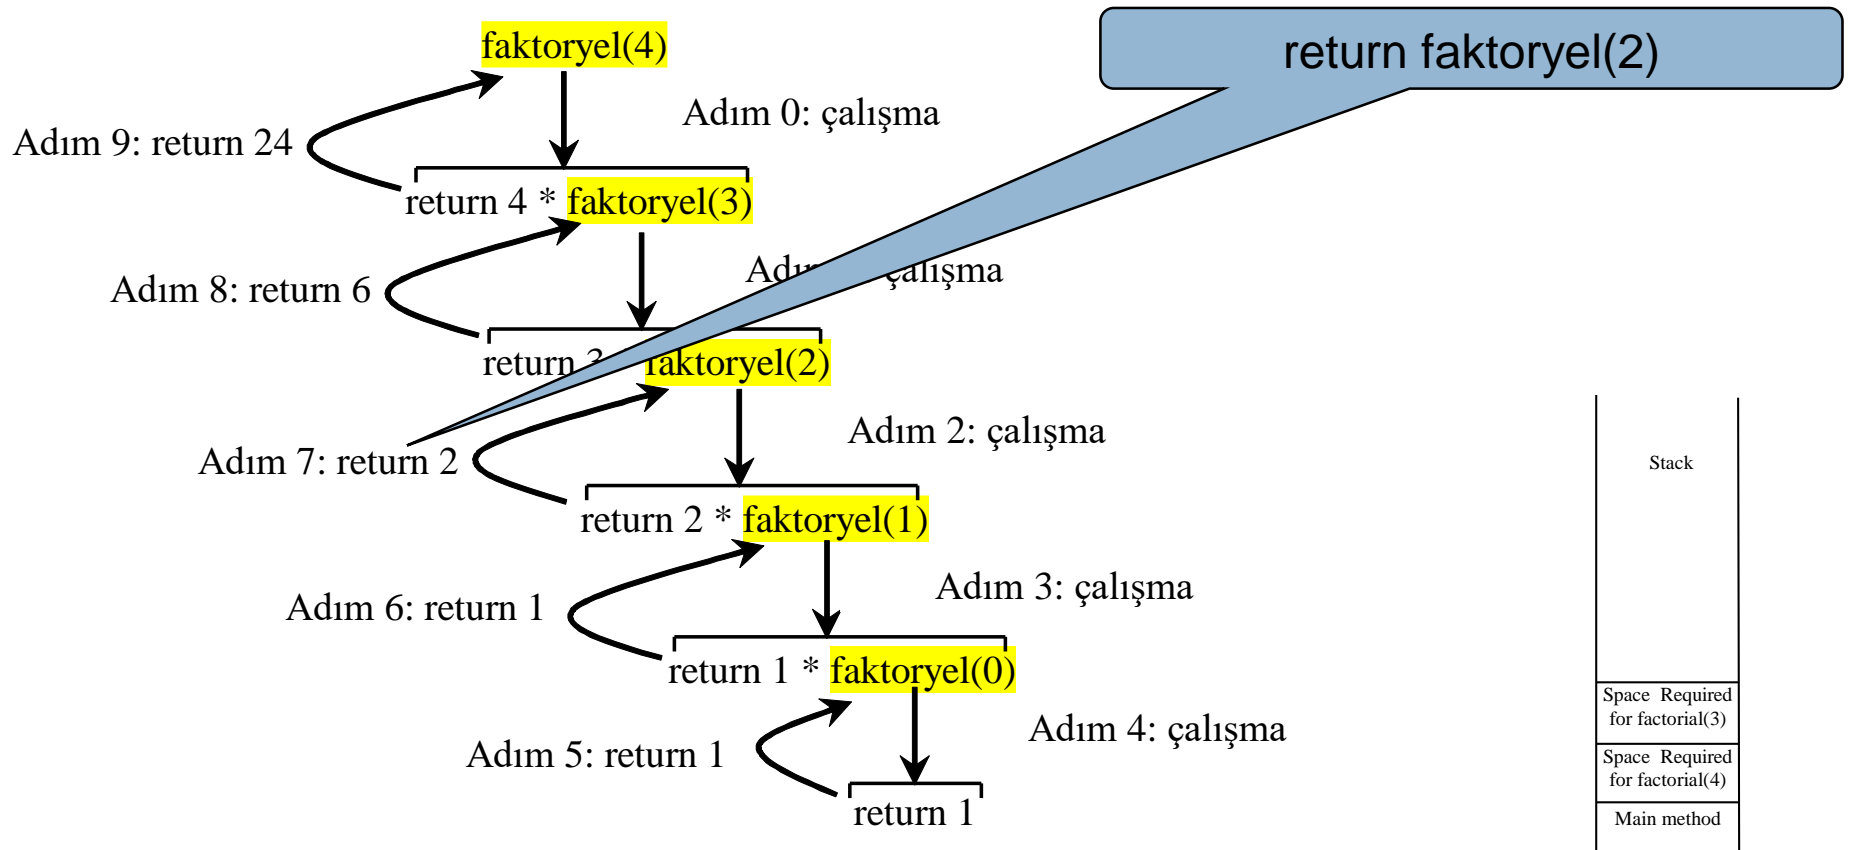 faktoryel(4)
return faktoryel(2)
Adım 0: çalışma
Adım 9: return 24
return 4 * faktoryel(3)
çalışma
Adım 8: return 6
return 3 faktoryel(2)
Adım 2: çalışma
Adım 7: return 2
Stack
return 2 * faktoryel(1)
Adım 3: çalışma
Adım 6: return 1
return 1 * faktoryel(0)
Adım 4: çalışma
Adım 5: return 1
return 1
Space Required
for factorial(3)
Space Required
for factorial(4)
Main method